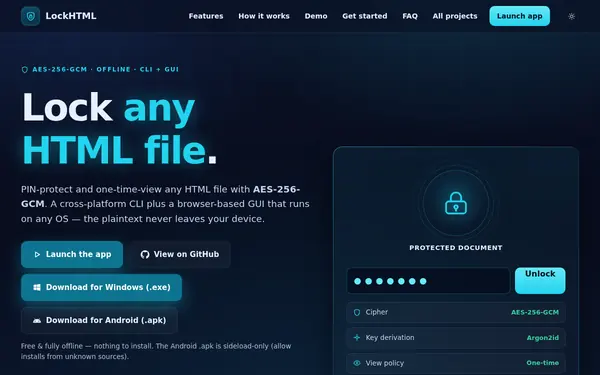 LockHTML
Features
How it works
Demo
Get started
FAQ
All projects
Launch app
AES-256-GCM · OFFLINE · CLI + GUI
Lock any
HTML file.
PIN-protect and one-time-view any HTML file with AES-256-
GCM. A cross-platform CLI plus a browser-based GUI that runs
on any OS — the plaintext never leaves your device.
Launch the app
View on GitHub
Download for Windows (.exe)
Download for Android (.apk)
Free & fully offline — nothing to install. The Android .apk is sideload-only (allow
installs from unknown sources).
PROTECTED DOCUMENT
Unlock
Cipher
AES-256-GCM
Key derivation
Argon2id
View policy
One-time